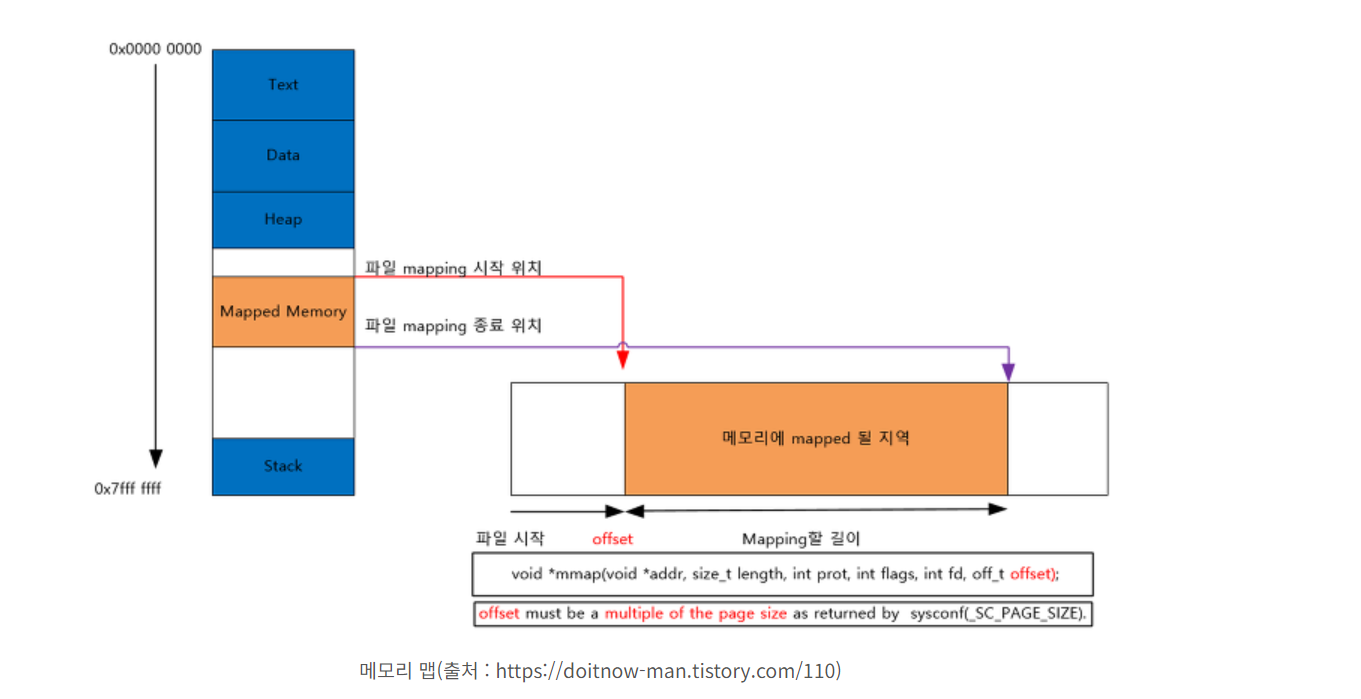 0x0000 0000
Text
Data
Heap
파일 mapping 시작 위치
Mapped Memory
파일 mapping 종료 위치
메모리에 mapped 될 지역
Stack
0x7fff ffff
파일 시작 offset Mapping할 길이
void *mmap(void *addr, size_t length, int prot, int flags, int fd, off_t offset);
offset must be a multiple of the page size as returned by sysconf(_SC_PAGE_SIZE).
메모리 맵(출처 : https://doitnow-man.tistory.com/110)